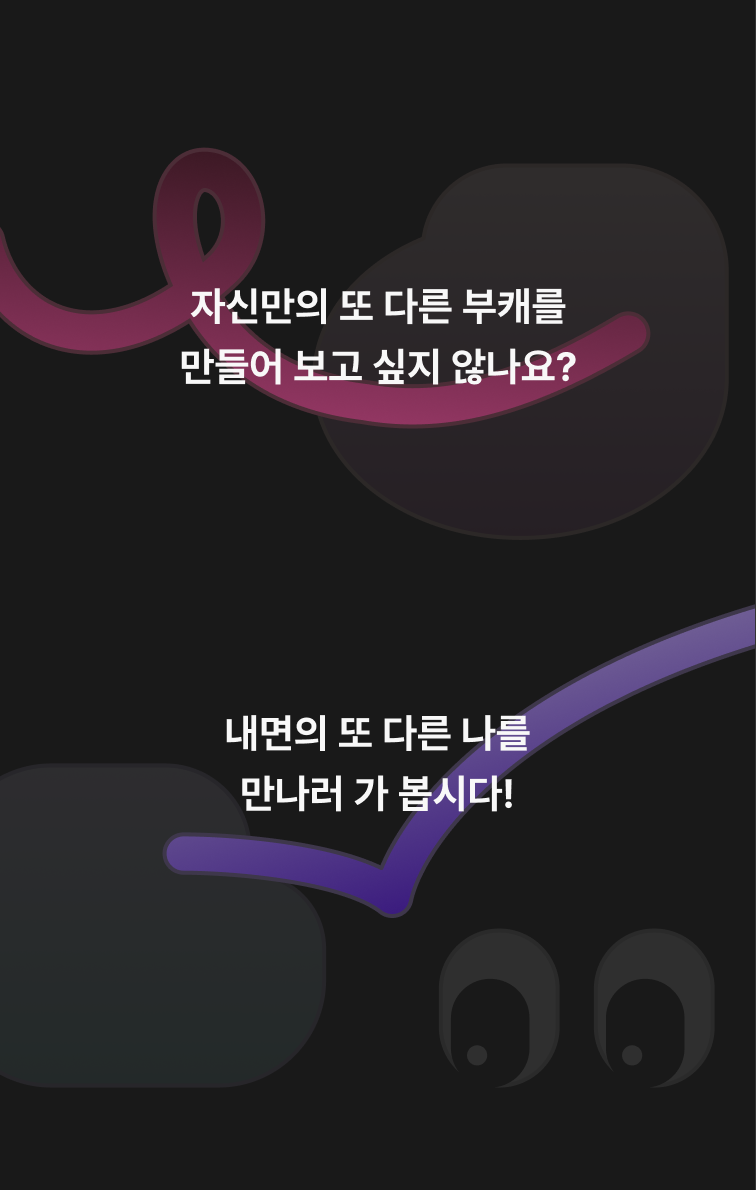 자신만의 또 다른 부캐를
만들어 보고 싶지 않나요?
내면의 또 다른 나를
만나러 가 봅시다!